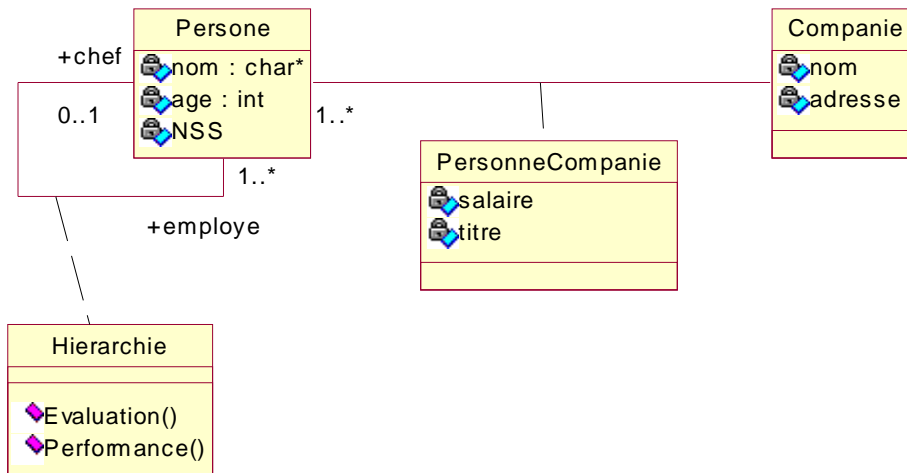 Persone
nom : char*
age : int
NSS
+chef
0..1
1..*
1..*
+employe
Companie
nom
adresse
PersonneCompanie
salaire
titre
Hierarchie
Evaluation()
Performance()